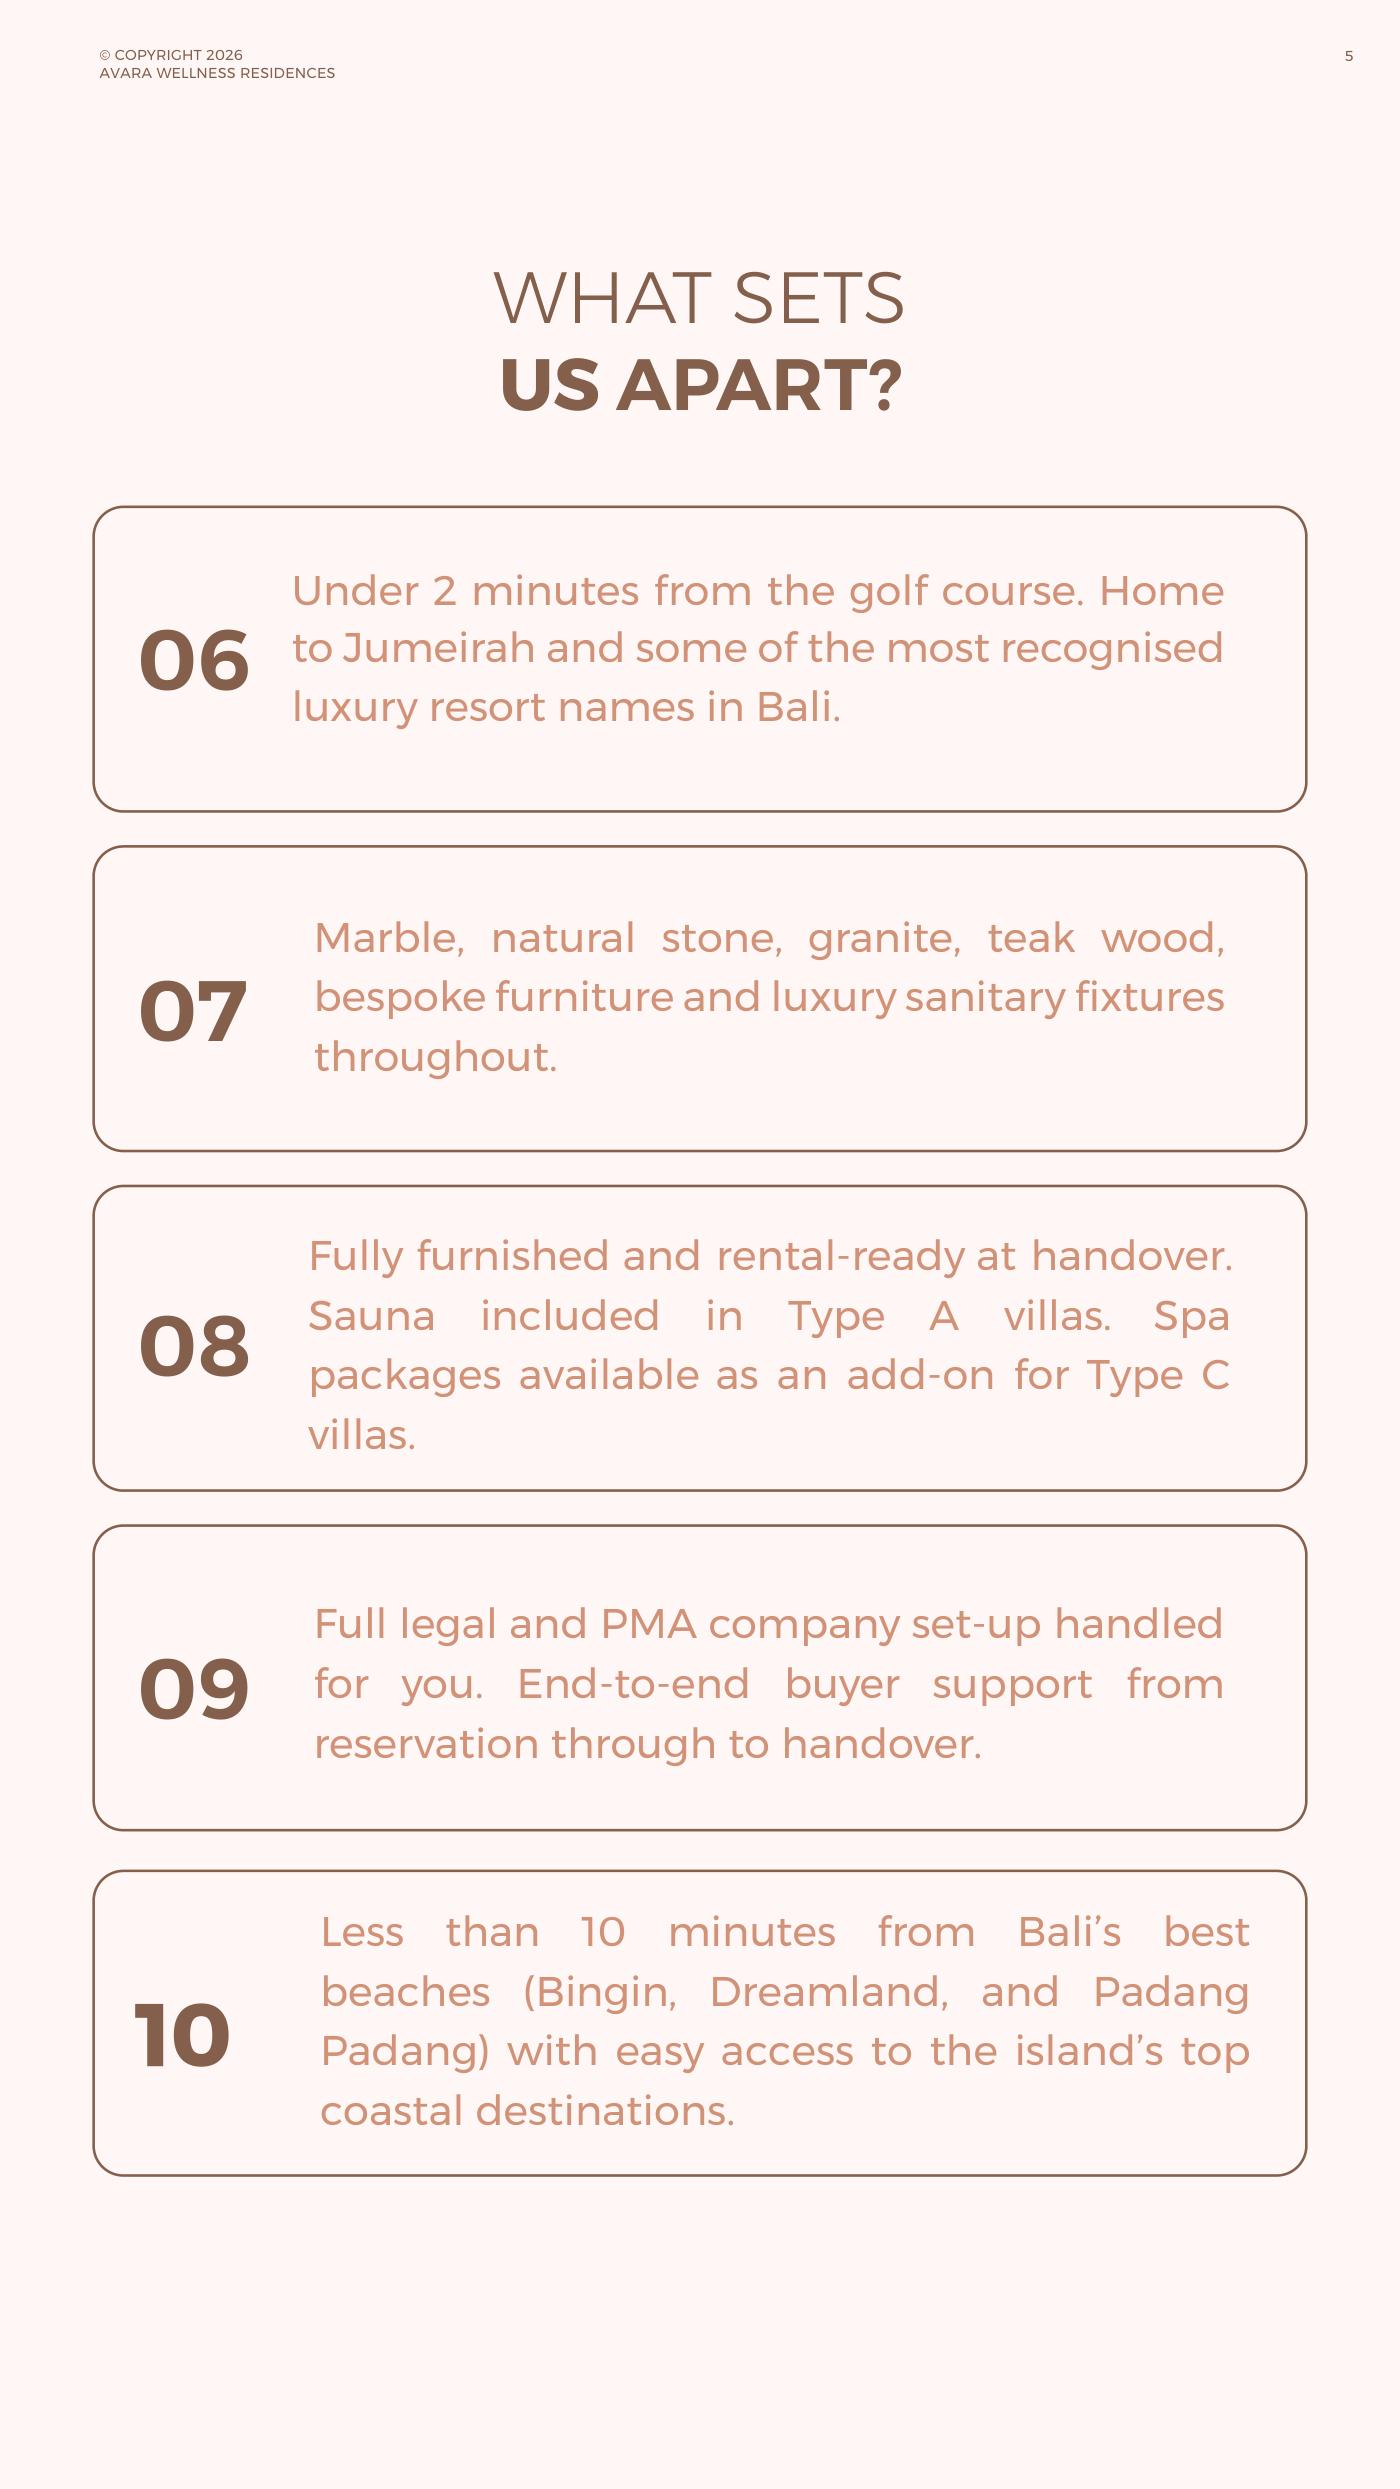 © COPYRIGHT 2026
AVARA WELLNESS RESIDENCES
5
WHAT SETS
US APART?
06
Under 2 minutes from the golf course. Home
to Jumeirah and some of the most recognised
luxury resort names in Bali.
07
Marble, natural stone, granite, teak wood,
bespoke furniture and luxury sanitary fixtures
throughout.
08
Fully furnished and rental-ready at handover.
Sauna included in Type A villas. Spa
packages available as an add-on for Type C
villas.
09
Full legal and PMA company set-up handled
for you. End-to-end buyer support from
reservation through to handover.
10
Less than 10 minutes from Bali’s best
beaches (Bingin, Dreamland, and Padang
Padang) with easy access to the island’s top
coastal destinations.